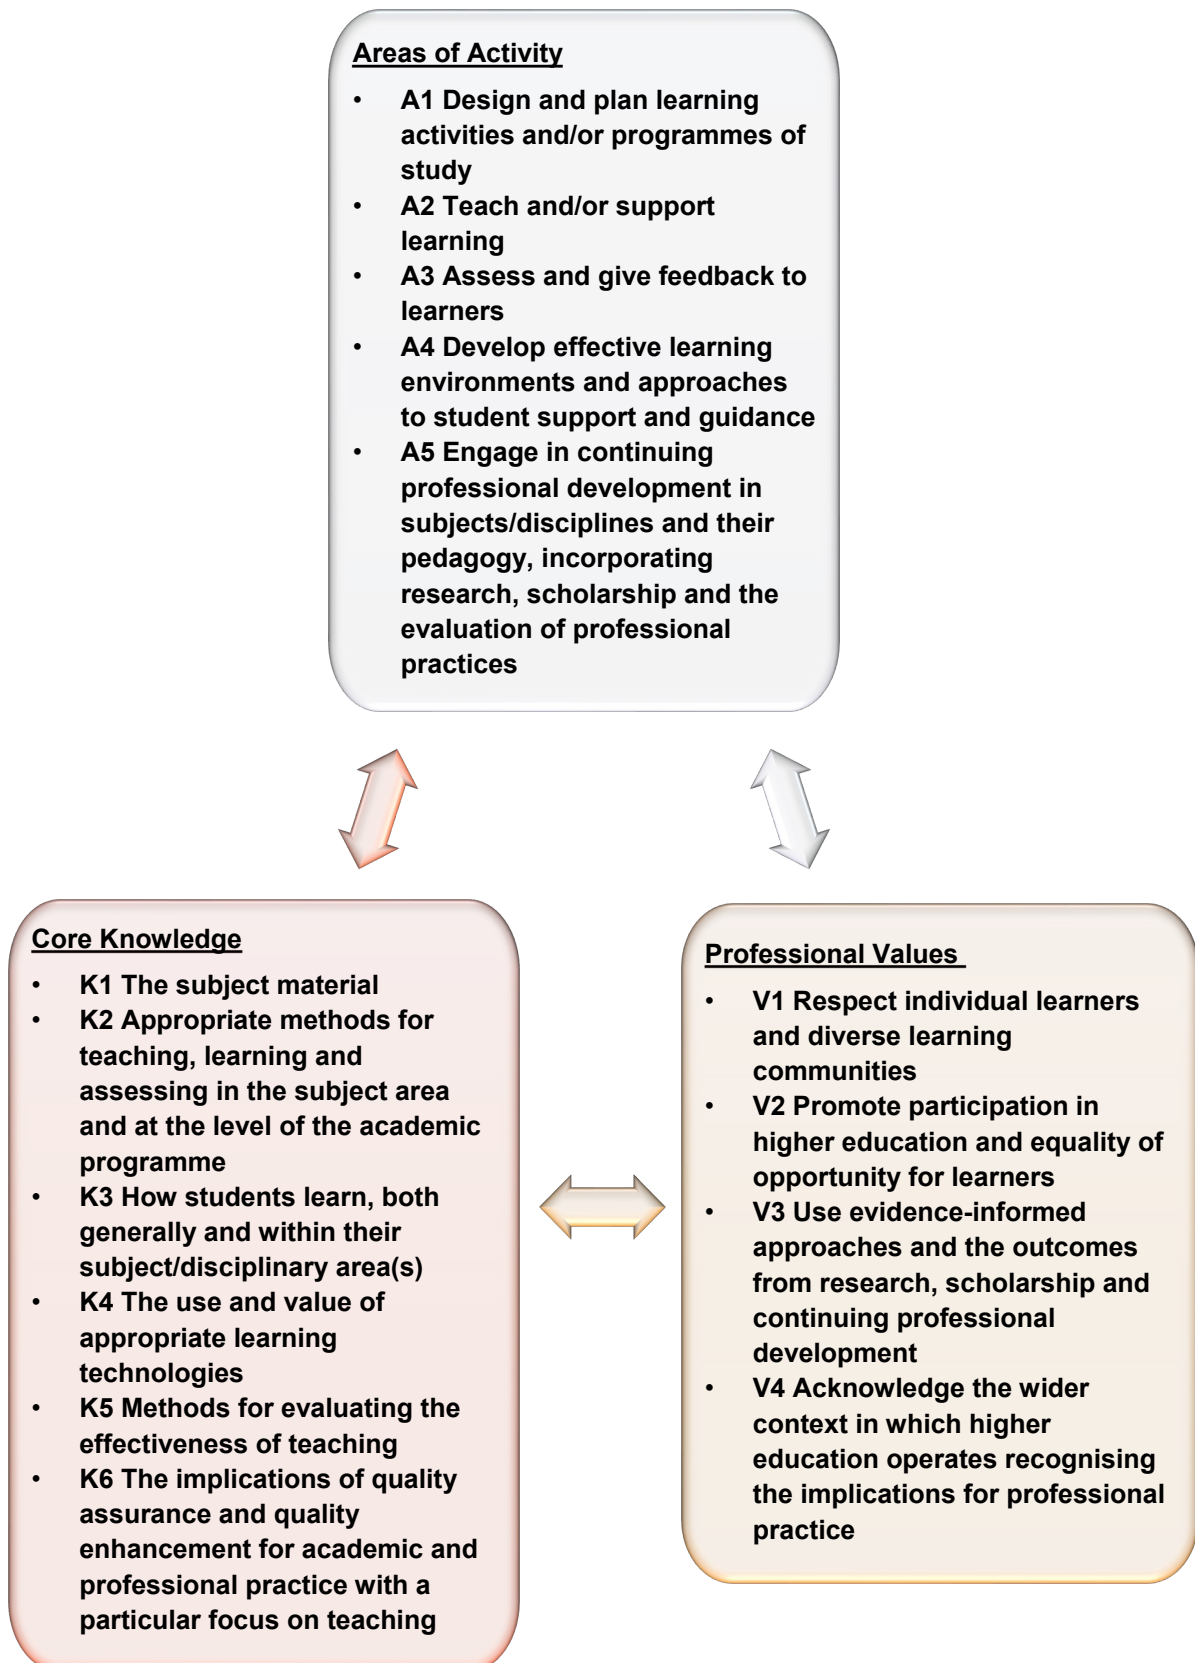 Areas of Activity
• A1 Design and plan learning
activities and/or programmes of
study
• A2 Teach and/or support
learning
• A3 Assess and give feedback to
learners
• A4 Develop effective learning
environments and approaches
to student support and guidance
• A5 Engage in continuing
professional development in
subjects/disciplines and their
pedagogy, incorporating
research, scholarship and the
evaluation of professional
practices
Core Knowledge
• K1 The subject material
• K2 Appropriate methods for
teaching, learning and
assessing in the subject area
and at the level of the academic
programme
• K3 How students learn, both
generally and within their
subject/disciplinary area(s)
• K4 The use and value of
appropriate learning
technologies
• K5 Methods for evaluating the
effectiveness of teaching
• K6 The implications of quality
assurance and quality
enhancement for academic and
professional practice with a
particular focus on teaching
Professional Values
• V1 Respect individual learners
and diverse learning
communities
• V2 Promote participation in
higher education and equality of
opportunity for learners
• V3 Use evidence-informed
approaches and the outcomes
from research, scholarship and
continuing professional
development
• V4 Acknowledge the wider
context in which higher
education operates recognising
the implications for professional
practice